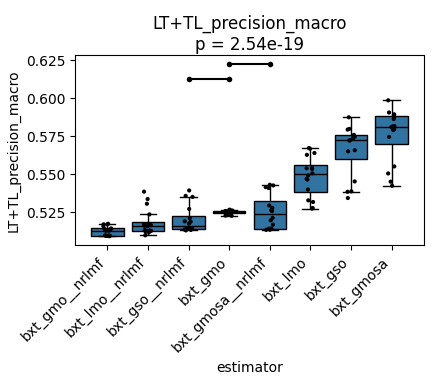 LT+TL_precision_macro
p = 2.54e-19
LT+TL_precision_macro
0.625
0.600
0.575
0.550
0.525
bxt_gmo__nrlmf
bxt_lmo__nrlmf
bxt_gso__nrlmf
bxt_gmo
bxt_gmosa__nrlmf
bxt_lmo
bxt_gso
bxt_gmosa
estimator